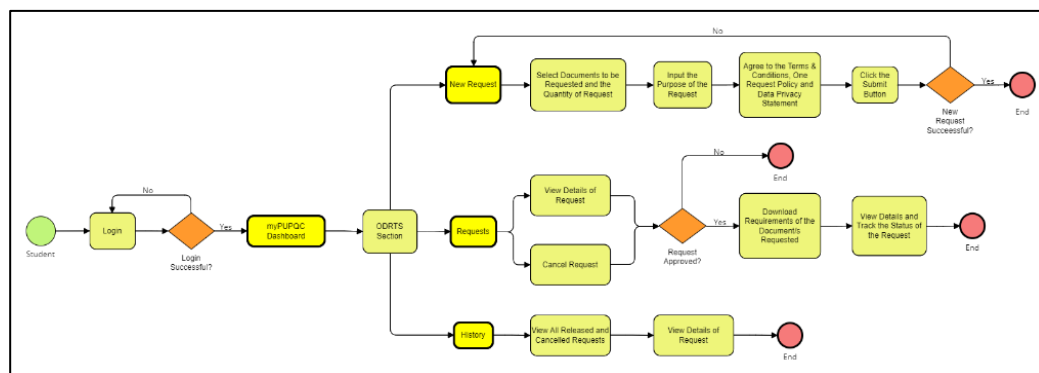 No
New Request
Select Documents to be
Requested and the
Quantity of Request
Input the
Purpose of the
Request
Agree to the Terms &
Conditions, One
Request Policy and
Data Privacy
Statement
Click the
Submit
Button
Yes
New
Request
Successful?
End
No
End
Student
Login
No
Yes
Login
Successful?
myPUPQC
Dashboard
ODRTS
Section
Requests
View Details of
Request
Cancel Request
Request
Approved?
Yes
Download
Requirements of the
Document/s
Requested
View Details and
Track the Status of
the Request
End
History
View All Released and
Cancelled Requests
View Details of
Request
End